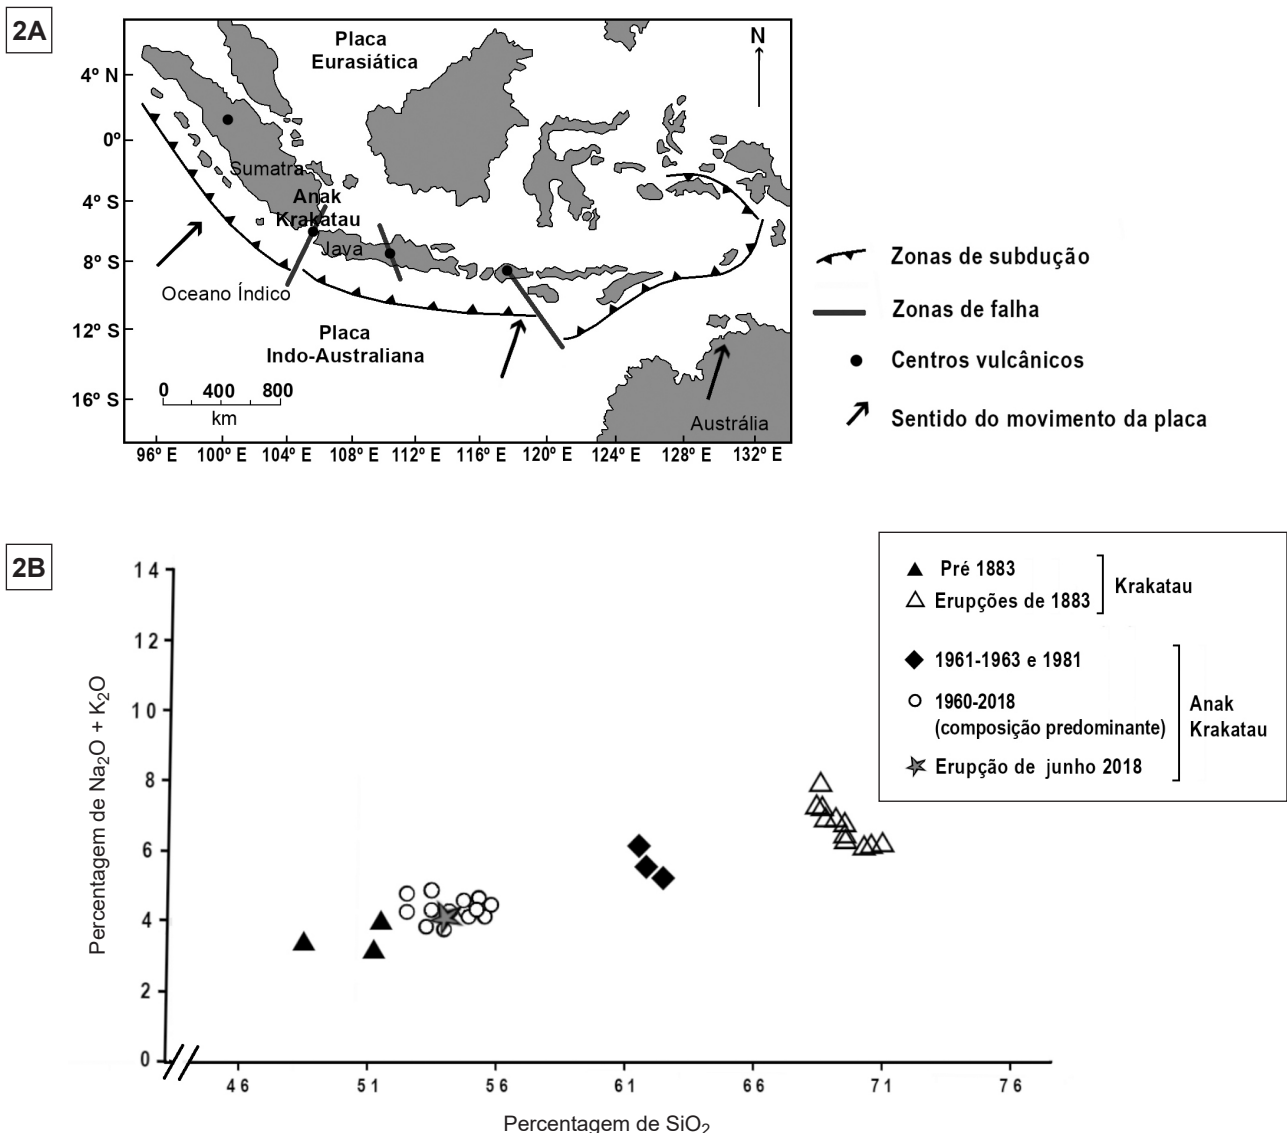 2A
Placa
Eurasiática
N
4º N
0º
4º S
8º S
12º S
16º S
Sumatra
Anak
Krakatau
Java
Oceano Índico
Placa
Indo-Australiana
0 400 800
km
Austrália
96º E 100º E 104º E 108º E 112º E 116º E 120º E 124º E 128º E 132º E
Zonas de subdução
Zonas de falha
Centros vulcânicos
Sentido do movimento da placa
2B
Percentagem de Na2O + K2O
14
12
10
8
6
4
2
0
46 51 56 61 66 71 76
Percentagem de SiO2
Pré 1883
Erupções de 1883
Krakatau
1961-1963 e 1981
1960-2018
(composição predominante)
Erupção de junho 2018
Anak
Krakatau